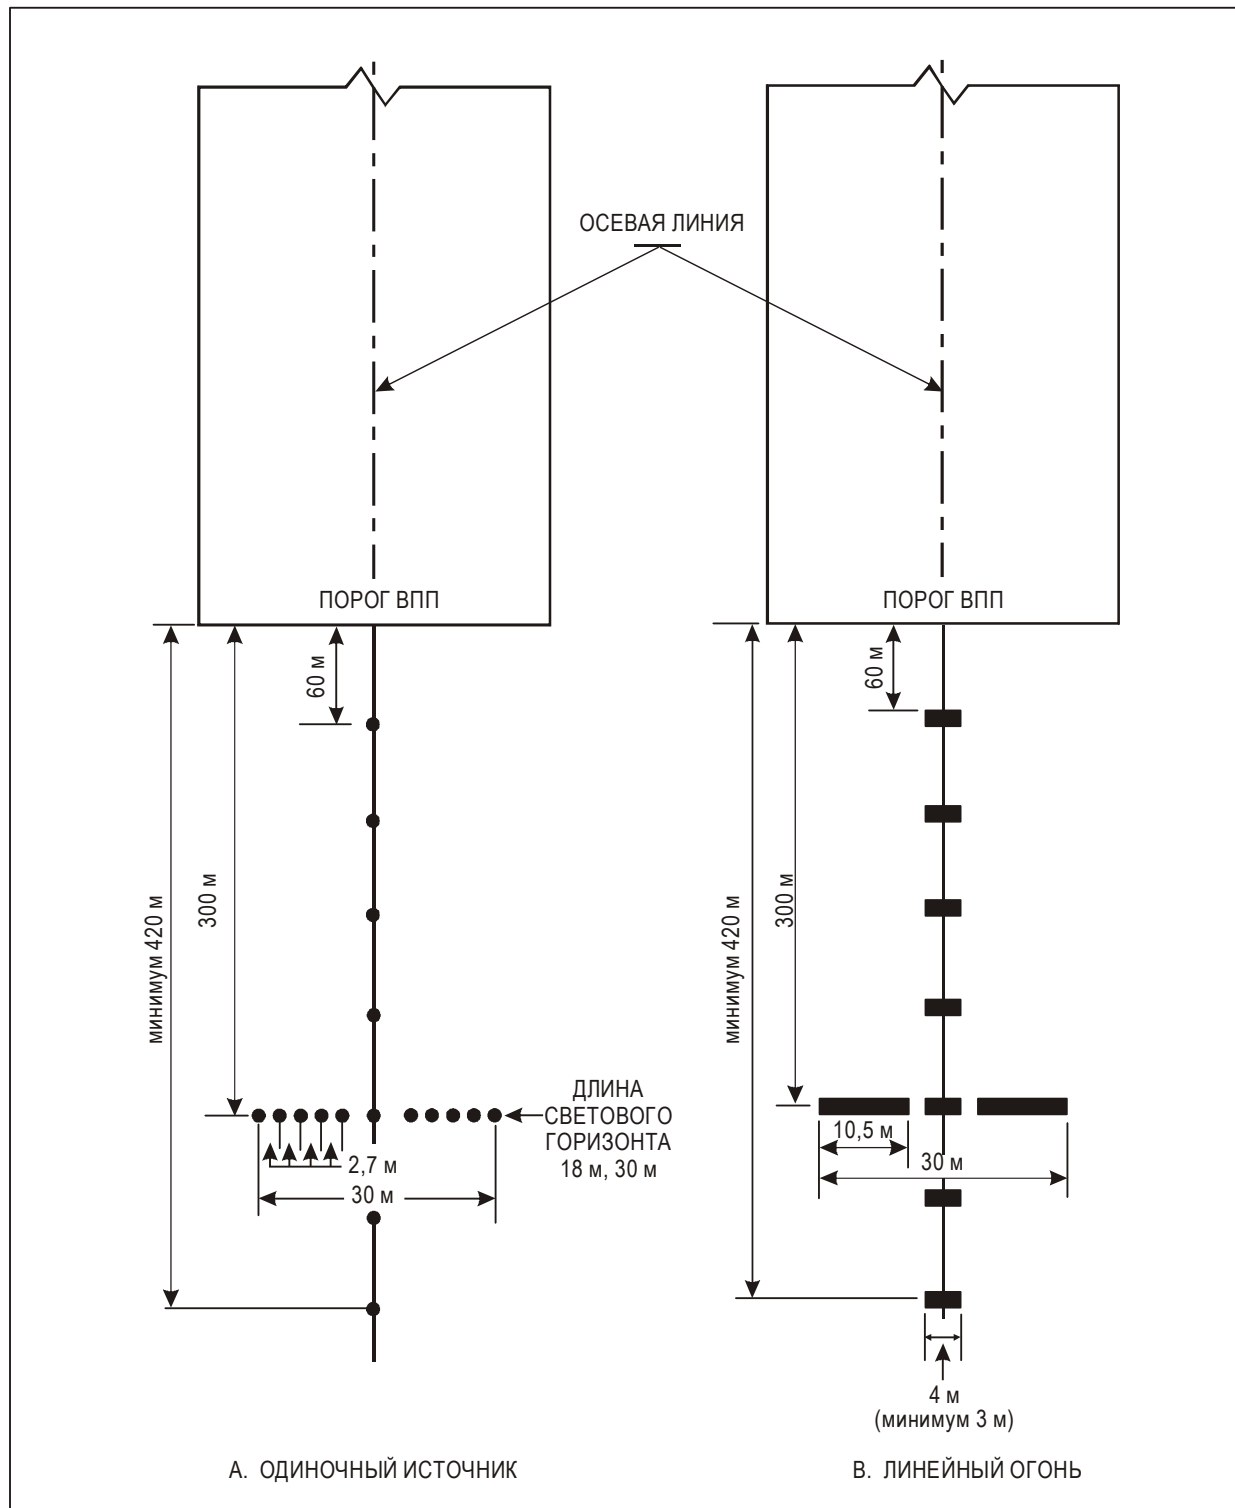 ОСЕВАЯ ЛИНИЯ
ПОРОГ ВПП
ПОРОГ ВПП
60 м
60 м
300 м
300 м
минимум 420 м
минимум 420 м
ДЛИНА
СВЕТОВОГО
ГОРИЗОНТА
18 м, 30 м
2,7 м
30 м
10,5 м
30 м
4 м
(минимум 3 м)
А. ОДИНОЧНЫЙ ИСТОЧНИК
В. ЛИНЕЙНЫЙ ОГОНЬ